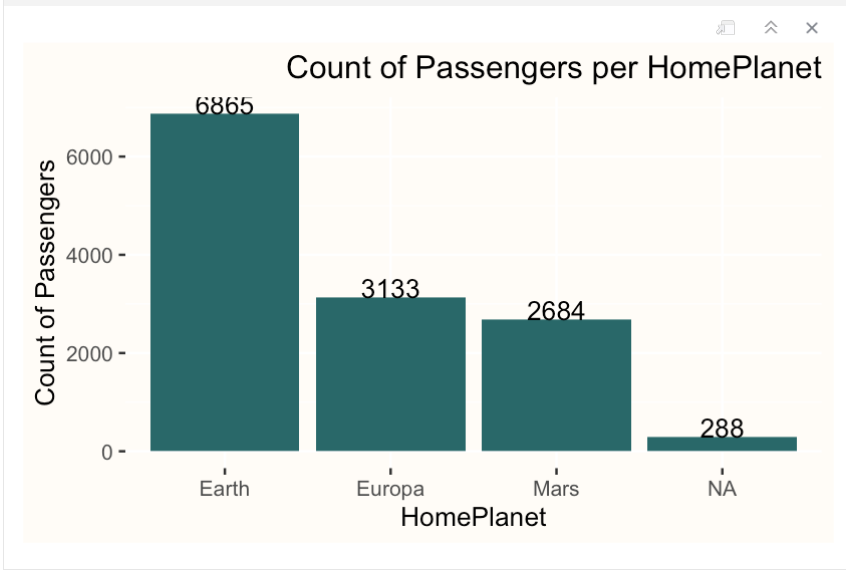 Count of Passengers per HomePlanet
Count of Passengers
6865
6000
4000
3133
2684
2000
288
0
Earth Europa Mars NA
HomePlanet